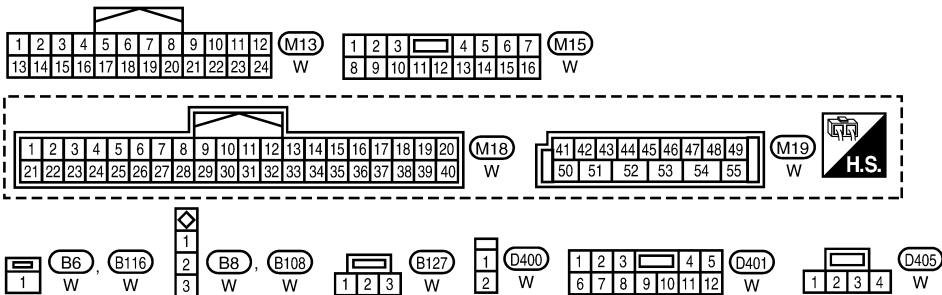 1 2 3 4 5 6 7 8 9 10 11 12 M13
13 14 15 16 17 18 19 20 21 22 23 24 W
1 2 3 4 5 6 7 M15
8 9 10 11 12 13 14 15 16 W
1 2 3 4 5 6 7 8 9 10 11 12 13 14 15 16 17 18 19 20 M18
21 22 23 24 25 26 27 28 29 30 31 32 33 34 35 36 37 38 39 40 W
41 42 43 44 45 46 47 48 49 M19
50 51 52 53 54 55 W
H.S.
1 B6 W , B116 W
1
2
3
B8 W , B108 W
1 2 3 B127 W
1
2
D400 W
1 2 3 4 5 D401
6 7 8 9 10 11 12 W
1 2 3 4 D405 W